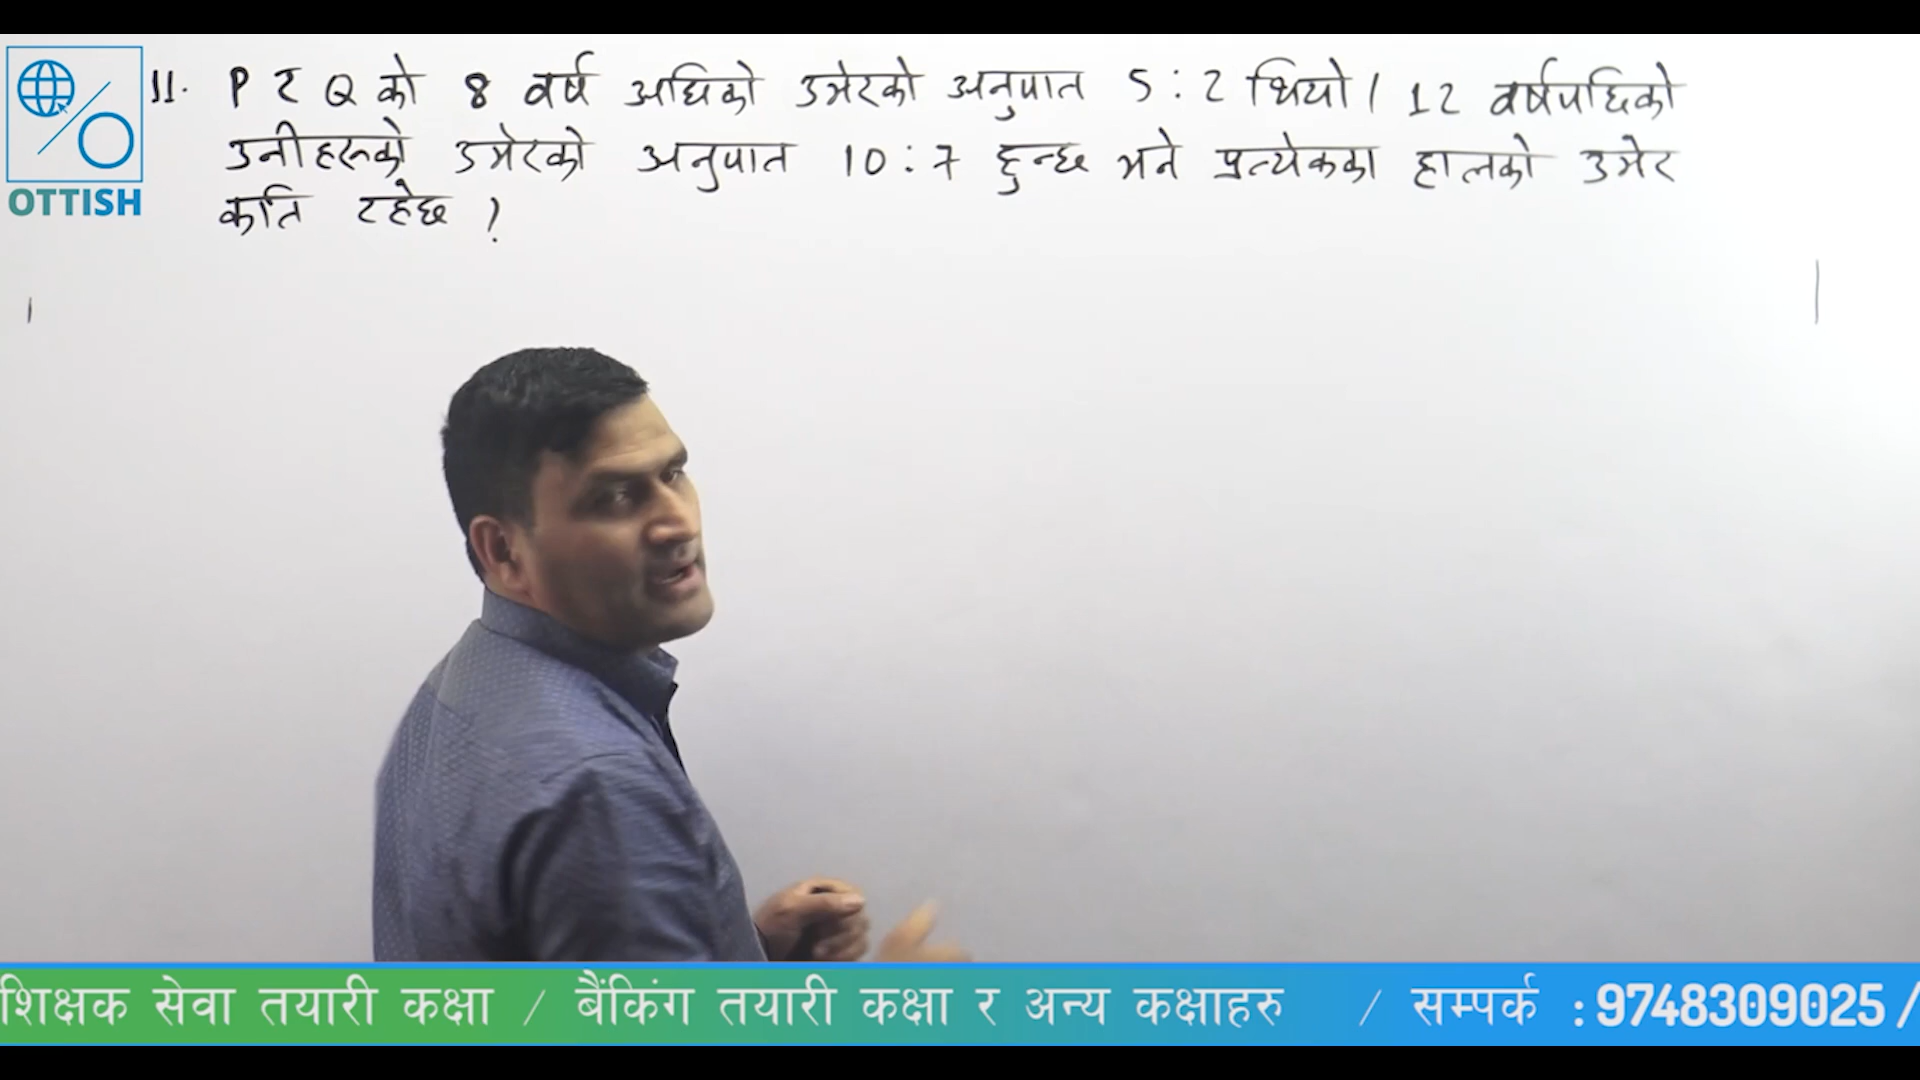 OTTISH
11. P र Q को 8 वर्ष अघिको उमेरको अनुपात 5 : 2 थियो। 12 वर्षपछिको
उनीहरूको उमेरको अनुपात 10 : 7 हुन्छ भने प्रत्येकका हालको उमेर
कति रहेछ ?
शिक्षक सेवा तयारी कक्षा / बैंकिंग तयारी कक्षा र अन्य कक्षाहरु / सम्पर्क : 9748309025 /